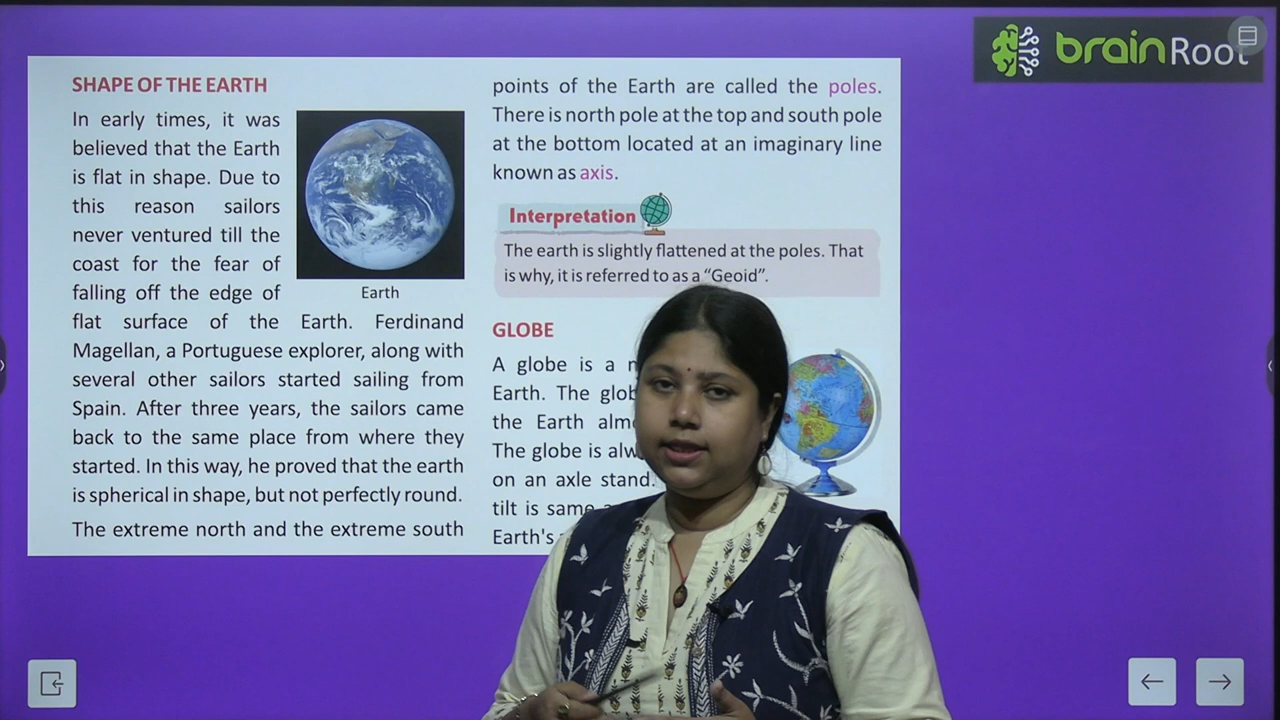 brainRoot
SHAPE OF THE EARTH
In early times, it was
believed that the Earth
is flat in shape. Due to
this reason sailors
never ventured till the
coast for the fear of
falling off the edge of
flat surface of the Earth. Ferdinand
Magellan, a Portuguese explorer, along with
several other sailors started sailing from
Spain. After three years, the sailors came
back to the same place from where they
started. In this way, he proved that the earth
is spherical in shape, but not perfectly round.
The extreme north and the extreme south
Earth
points of the Earth are called the poles.
There is north pole at the top and south pole
at the bottom located at an imaginary line
known as axis.
Interpretation
The earth is slightly flattened at the poles. That
is why, it is referred to as a “Geoid”.
GLOBE
A globe is a
Earth. The
the Earth
The globe is
on an axle stand.
tilt is same
Earth's